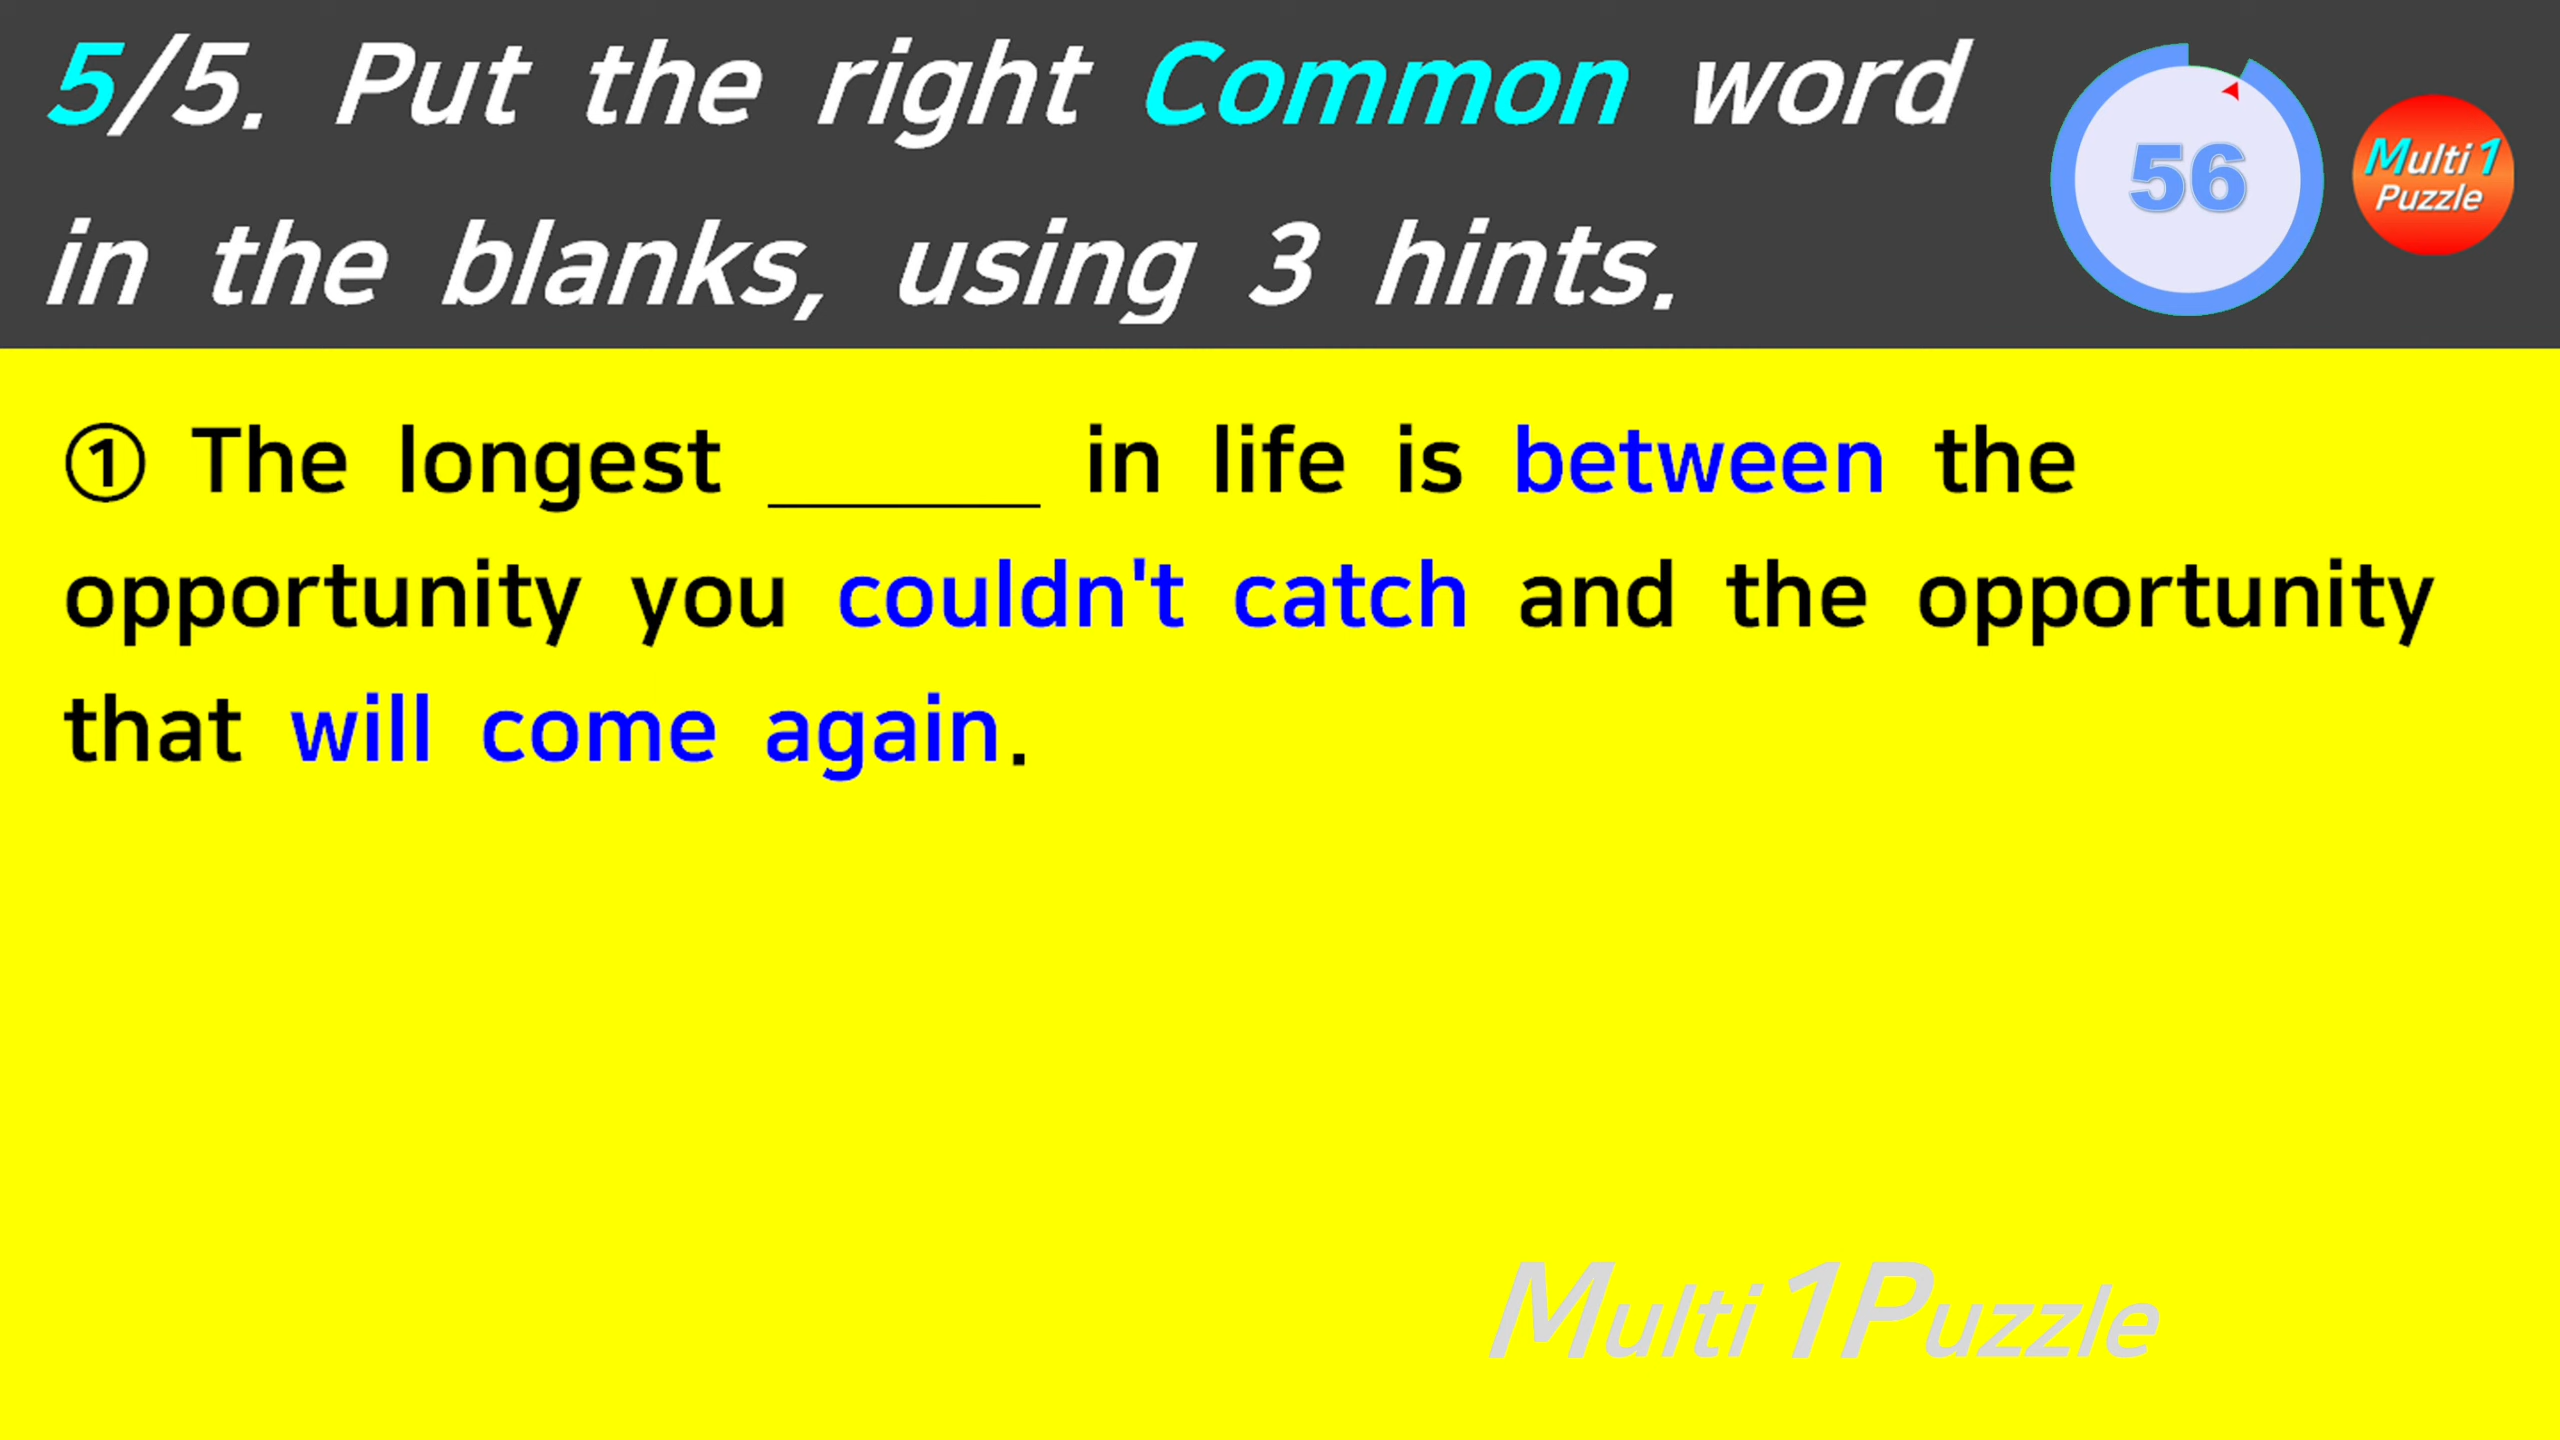 5/5. Put the right Common word
in the blanks, using 3 hints.
56
Multi 1
Puzzle
① The longest ______ in life is between the
opportunity you couldn't catch and the opportunity
that will come again.
Multi 1Puzzle